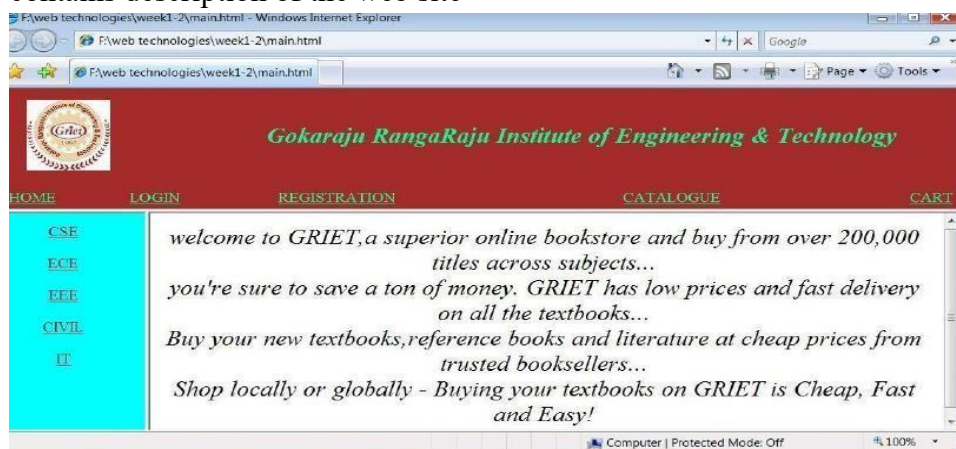 contains description of the web site
F:\web technologies\week1-2\main.html - Windows Internet Explorer
F:\web technologies\week1-2\main.html
Google
F:\web technologies\week1-2\main.html
Page
Tools
Griet
Gokaraju RangaRaju Institute of Engineering & Technology
HOME LOGIN REGISTRATION CATALOGUE CART
CSE
ECE
EEE
CIVIL
IT
welcome to GRIET,a superior online bookstore and buy from over 200,000
titles across subjects...
you're sure to save a ton of money. GRIET has low prices and fast delivery
on all the textbooks...
Buy your new textbooks,reference books and literature at cheap prices from
trusted booksellers...
Shop locally or globally - Buying your textbooks on GRIET is Cheap, Fast
and Easy!
Computer | Protected Mode: Off
100%